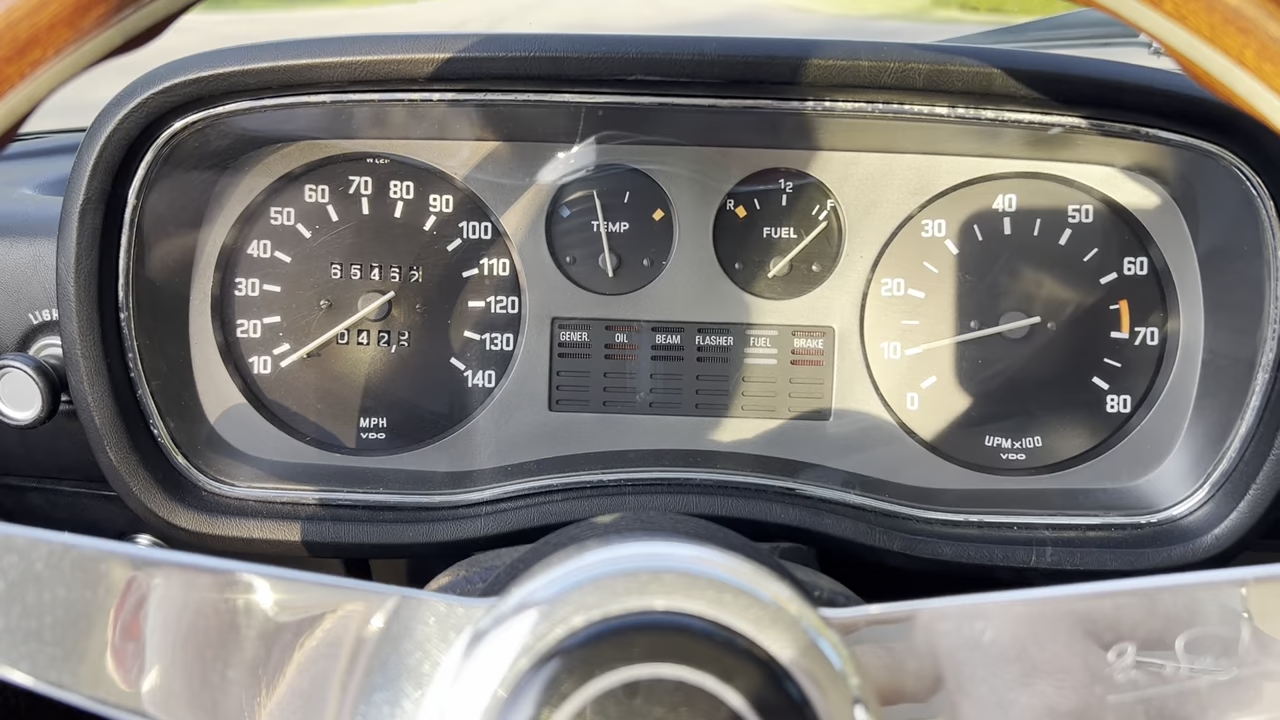 10 20 30 40 50 60 70 80 90 100 110 120 130 140
6546
042
MPH
VDO
TEMP
R 1/2 F
FUEL
GENER. OIL BEAM FLASHER FUEL BRAKE
0 10 20 30 40 50 60 70 80
UPM×100
VDO